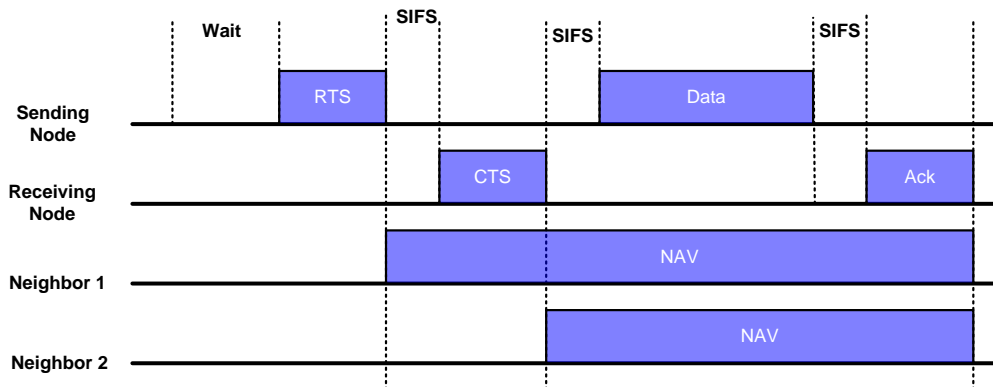 SIFS
SIFS
Wait
SIFS
RTS
Data
Sending
Node
CTS
Ack
Receiving
Node
NAV
Neighbor 1
NAV
Neighbor 2